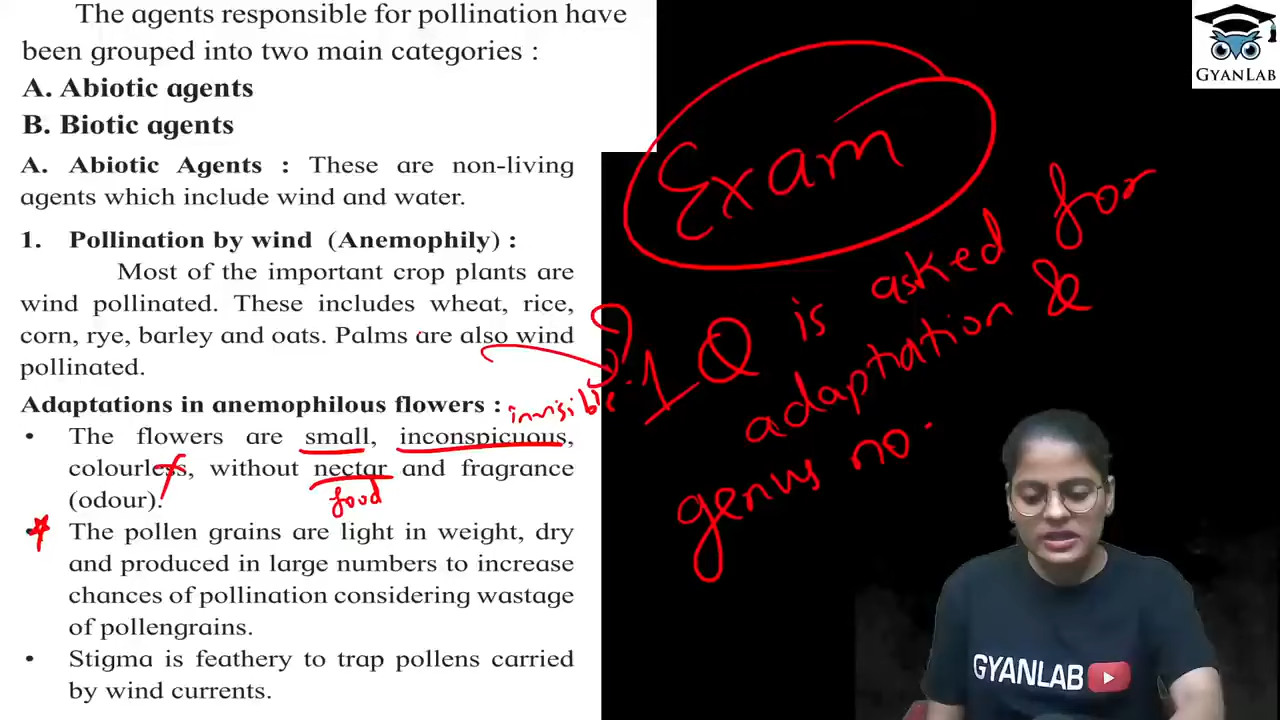 The agents responsible for pollination have
been grouped into two main categories :
A. Abiotic agents
B. Biotic agents
A. Abiotic Agents : These are non-living
agents which include wind and water.
1. Pollination by wind (Anemophily) :
Most of the important crop plants are
wind pollinated. These includes wheat, rice,
corn, rye, barley and oats. Palms are also wind
pollinated.
Adaptations in anemophilous flowers :
invisible
• The flowers are small, inconspicuous,
colourless, without nectar and fragrance
(odour).
food
• The pollen grains are light in weight, dry
and produced in large numbers to increase
chances of pollination considering wastage
of pollengrains.
• Stigma is feathery to trap pollens carried
by wind currents.
Exam
1 Q is asked for
adaptation &
genus no.
GYANLAB
GYANLAB